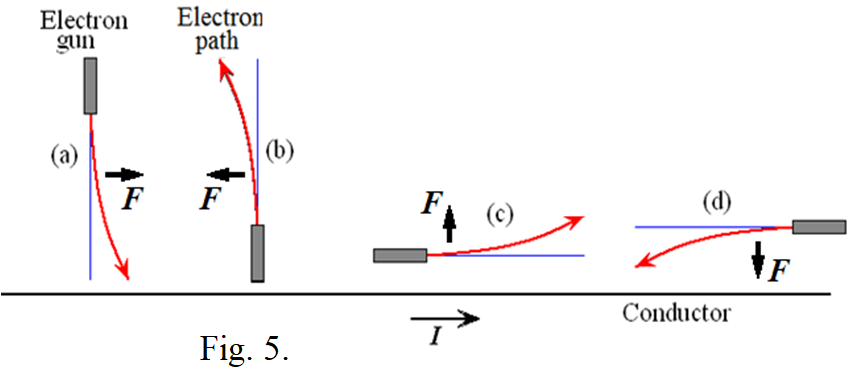 Electron
gun
Electron
path
(a)
F
F
(b)
F
(c)
(d)
F
I
Conductor
Fig. 5.